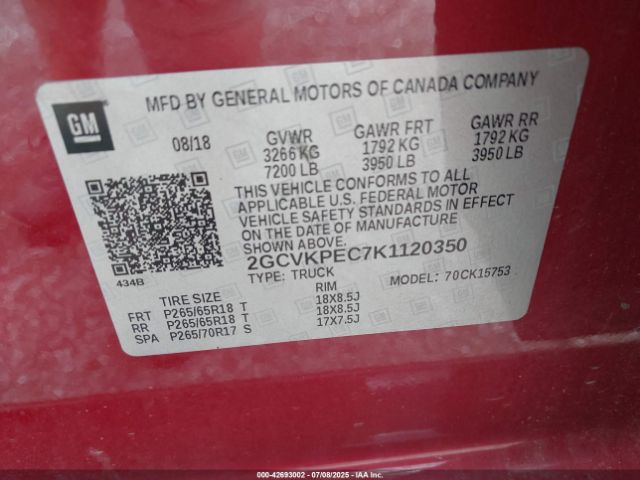 GM
MFD BY GENERAL MOTORS OF CANADA COMPANY
08/18 GVWR GAWR FRT GAWR RR
3266 KG 1792 KG 1792 KG
7200 LB 3950 LB 3950 LB
THIS VEHICLE CONFORMS TO ALL
APPLICABLE U.S. FEDERAL MOTOR
VEHICLE SAFETY STANDARDS IN EFFECT
ON THE DATE OF MANUFACTURE
SHOWN ABOVE.
2GCVKPEC7K1120350
434B TYPE: TRUCK MODEL: 70CK15753
TIRE SIZE RIM
FRT P265/65R18 T 18X8.5J
RR P265/65R18 T 18X8.5J
SPA P265/70R17 S 17X7.5J
000-42693002 - 07/08/2025 - IAA, Inc.